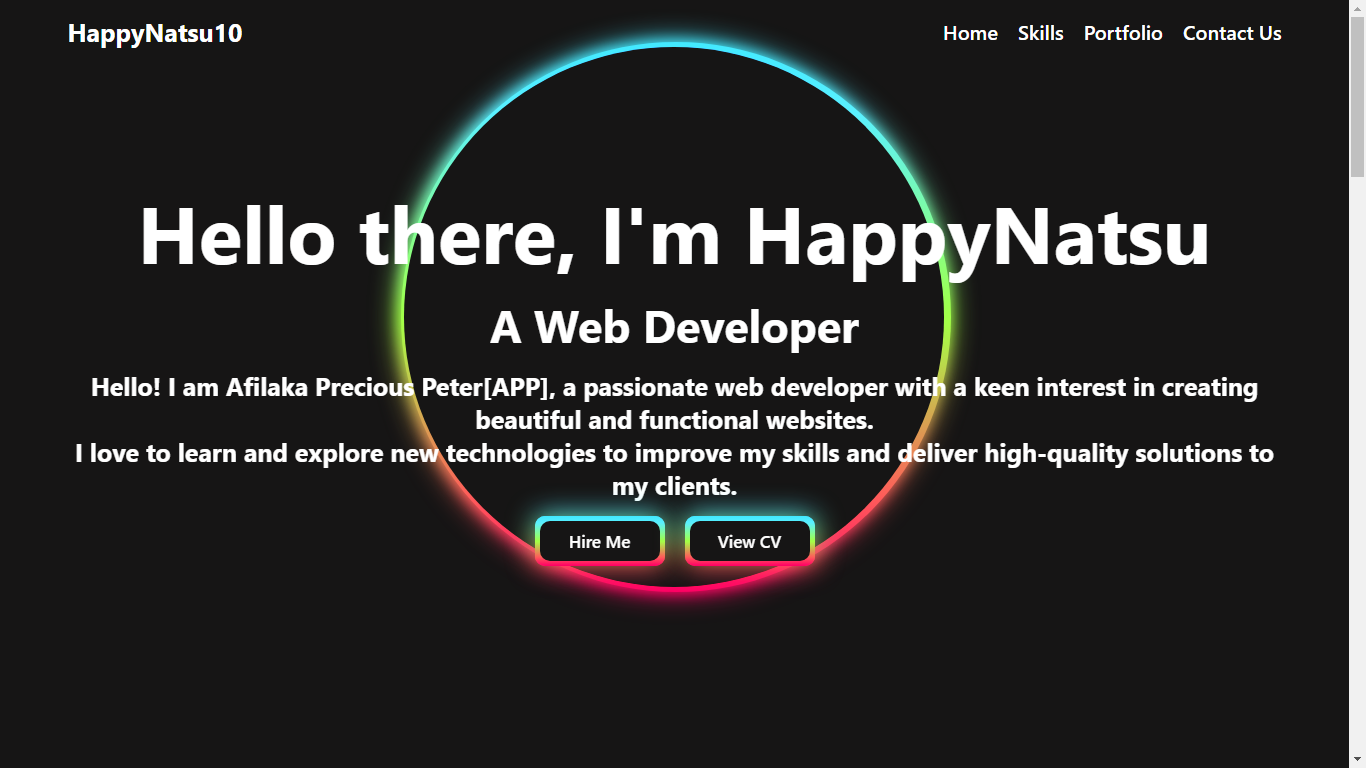 HappyNatsu10
Home Skills Portfolio Contact Us
Hello there, I'm HappyNatsu
A Web Developer
Hello! I am Afilaka Precious Peter[APP], a passionate web developer with a keen interest in creating
beautiful and functional websites.
I love to learn and explore new technologies to improve my skills and deliver high-quality solutions to
my clients.
Hire Me View CV